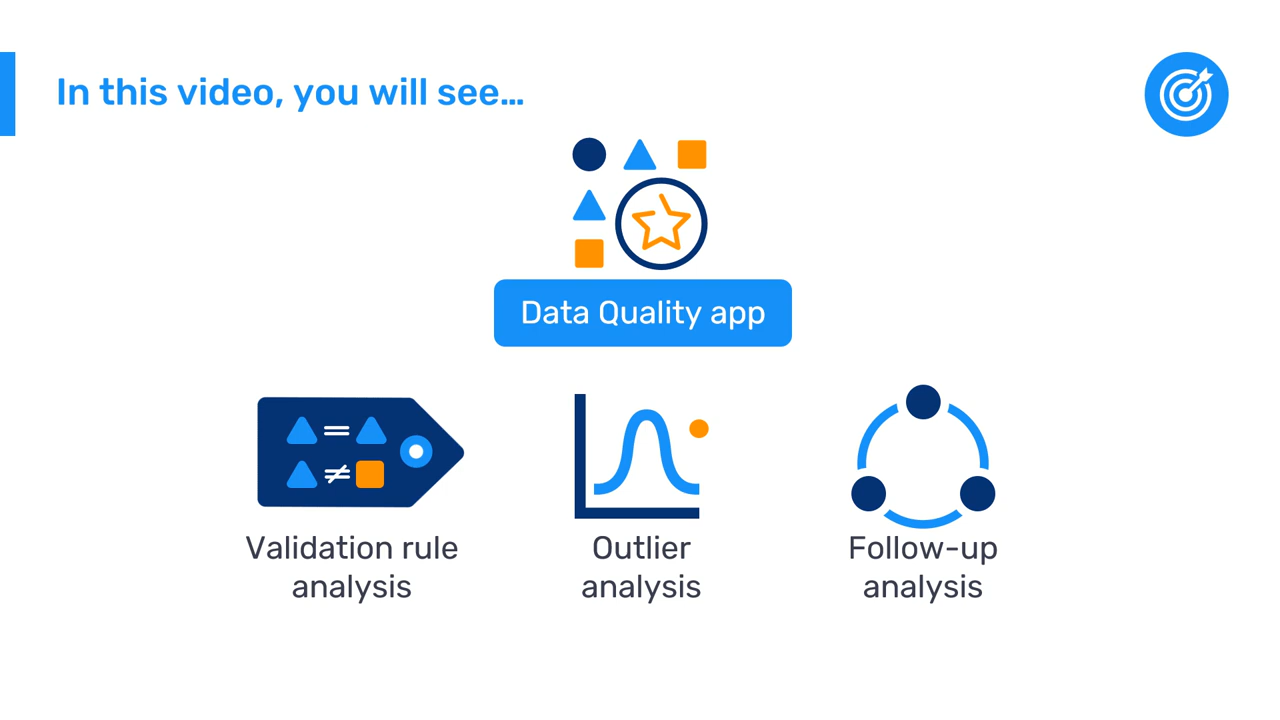 In this video, you will see...
Data Quality app
Validation rule
analysis
Outlier
analysis
Follow-up
analysis